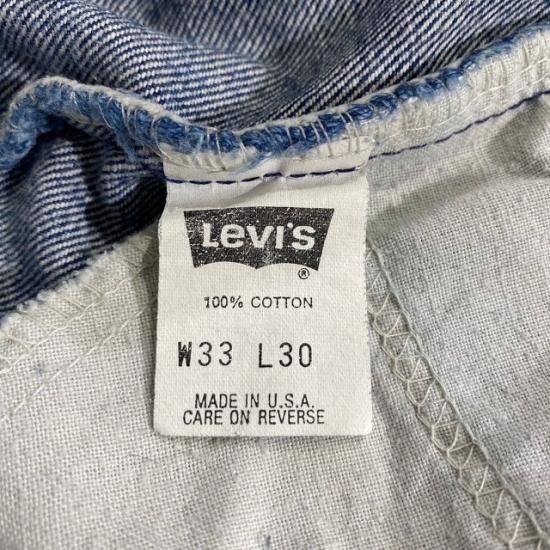 Levi's
®
100% COTTON
W33 L30
MADE IN U.S.A.
CARE ON REVERSE